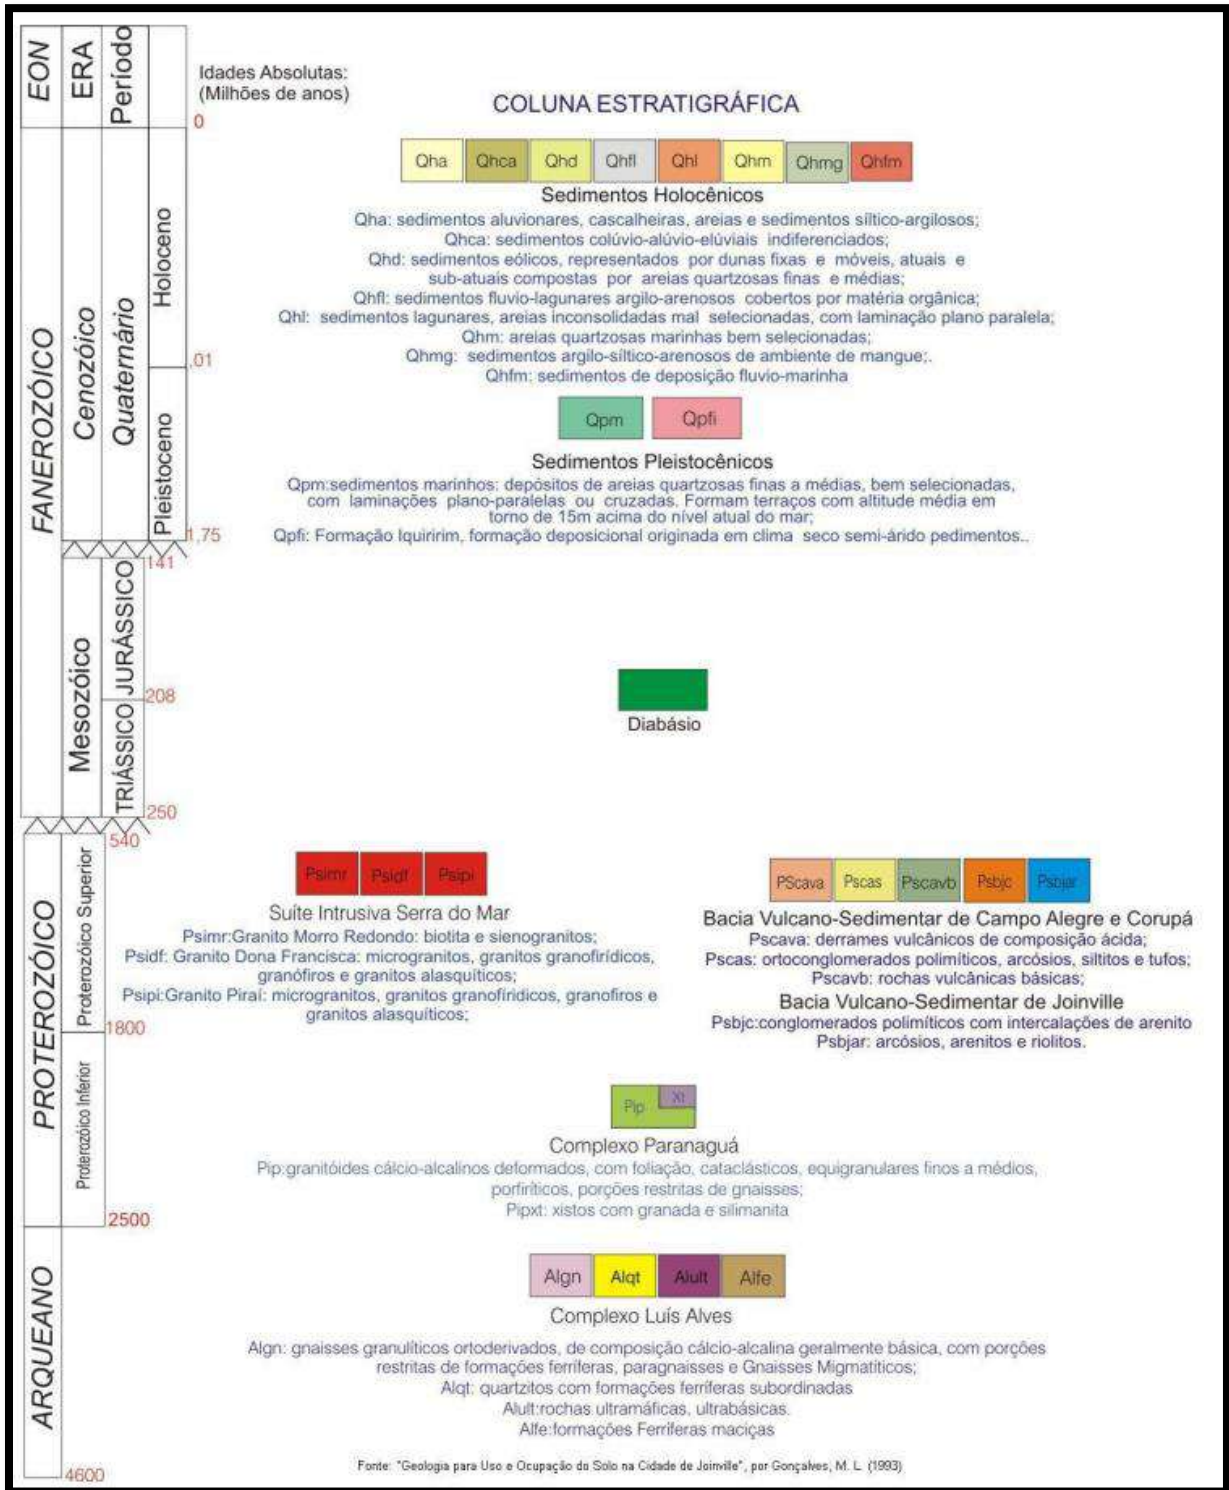 EON
ERA
Período
Idades Absolutas:
(Milhões de anos)
COLUNA ESTRATIGRÁFICA
0
FANEROZÓICO
Cenozóico
Quaternário
Holoceno
Qha Qhca Qhd Qhfl Qhl Qhm Qhmg Qhfm
Sedimentos Holocênicos
Qha: sedimentos aluvionares, cascalheiras, areias e sedimentos síltico-argilosos;
Qhca: sedimentos colúvio-alúvio-elúviais indiferenciados;
Qhd: sedimentos eólicos, representados por dunas fixas e móveis, atuais e
sub-atuais compostas por areias quartzosas finas e médias;
Qhfl: sedimentos fluvio-lagunares argilo-arenosos cobertos por matéria orgânica;
Qhl: sedimentos lagunares, areias inconsolidadas mal selecionadas, com laminação plano paralela;
Qhm: areias quartzosas marinhas bem selecionadas;
Qhmg: sedimentos argilo-síltico-arenosos de ambiente de mangue;.
Qhfm: sedimentos de deposição fluvio-marinha
,01
Pleistoceno
Qpm Qpfi
Sedimentos Pleistocênicos
Qpm:sedimentos marinhos: depósitos de areias quartzosas finas a médias, bem selecionadas,
com laminações plano-paralelas ou cruzadas. Formam terraços com altitude média em
torno de 15m acima do nível atual do mar;
Qpfi: Formação Iquiririm, formação deposicional originada em clima seco semi-árido pedimentos..
1,75
141
Mesozóico
JURÁSSICO
208
Diabásio
TRIÁSSICO
250
540
PROTEROZÓICO
Proterozóico Superior
Psimr Psidf Psipi
Suíte Intrusiva Serra do Mar
Psimr:Granito Morro Redondo: biotita e sienogranitos;
Psidf: Granito Dona Francisca: microgranitos, granitos granofirídicos,
granófiros e granitos alasquíticos;
Psipi:Granito Piraí: microgranitos, granitos granofíridicos, granofiros e
granitos alasquíticos;
PScava Pscas Pscavb Psbjc Psbjar
Bacia Vulcano-Sedimentar de Campo Alegre e Corupá
Pscava: derrames vulcânicos de composição ácida;
Pscas: ortoconglomerados polimíticos, arcósios, siltitos e tufos;
Pscavb: rochas vulcânicas básicas;
Bacia Vulcano-Sedimentar de Joinville
Psbjc:conglomerados polimíticos com intercalações de arenito
Psbjar: arcósios, arenitos e riolitos.
1800
Proterozóico Inferior
Pip Xt
Complexo Paranaguá
Pip:granitóides cálcio-alcalinos deformados, com foliação, cataclásticos, equigranulares finos a médios,
porfiríticos, porções restritas de gnaisses;
Pipxt: xistos com granada e silimanita
2500
ARQUEANO
Algn Alqt Alult Alfe
Complexo Luís Alves
Algn: gnaisses granulíticos ortoderivados, de composição cálcio-alcalina geralmente básica, com porções
restritas de formações ferríferas, paragnaisses e Gnaisses Migmatíticos;
Alqt: quartzitos com formações ferríferas subordinadas
Alult:rochas ultramáficas, ultrabásicas.
Alfe:formações Ferríferas maciças
4600
Fonte: "Geologia para Uso e Ocupação do Solo na Cidade de Joinville", por Gonçalves, M. L. (1993)